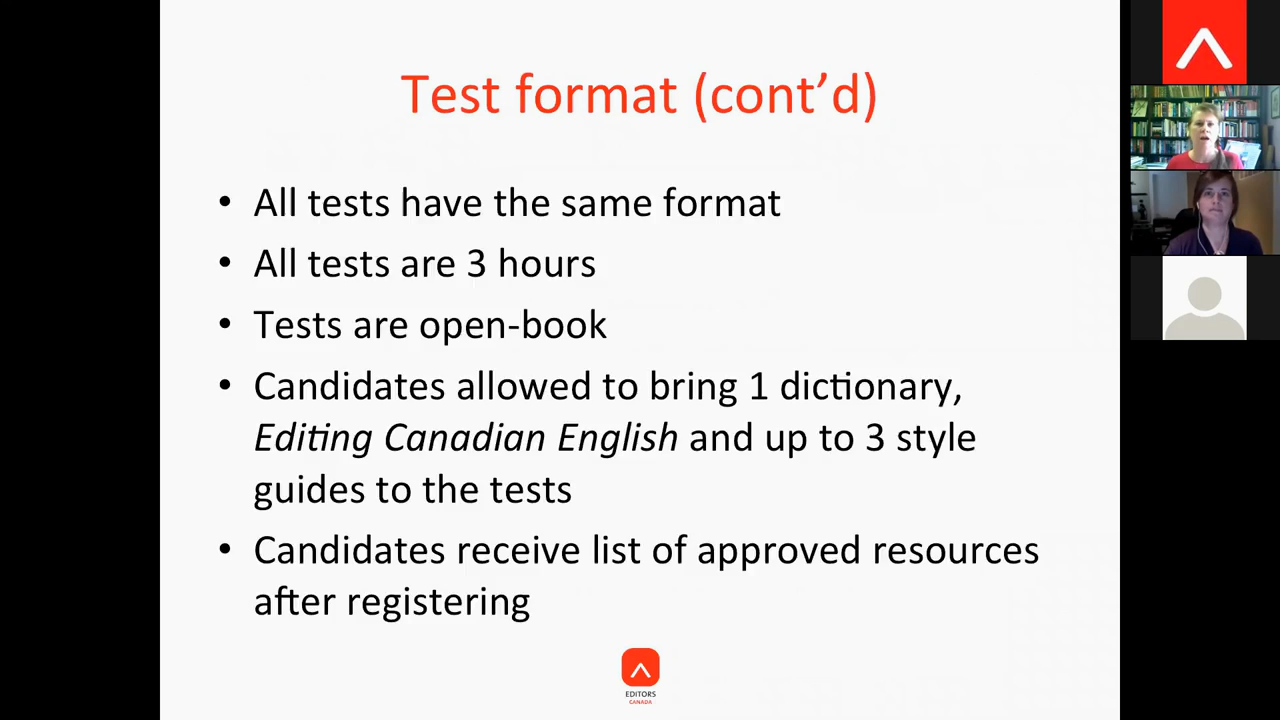 Test format (cont’d)
• All tests have the same format
• All tests are 3 hours
• Tests are open-book
• Candidates allowed to bring 1 dictionary,
Editing Canadian English and up to 3 style
guides to the tests
• Candidates receive list of approved resources
after registering
EDITORS
CANADA